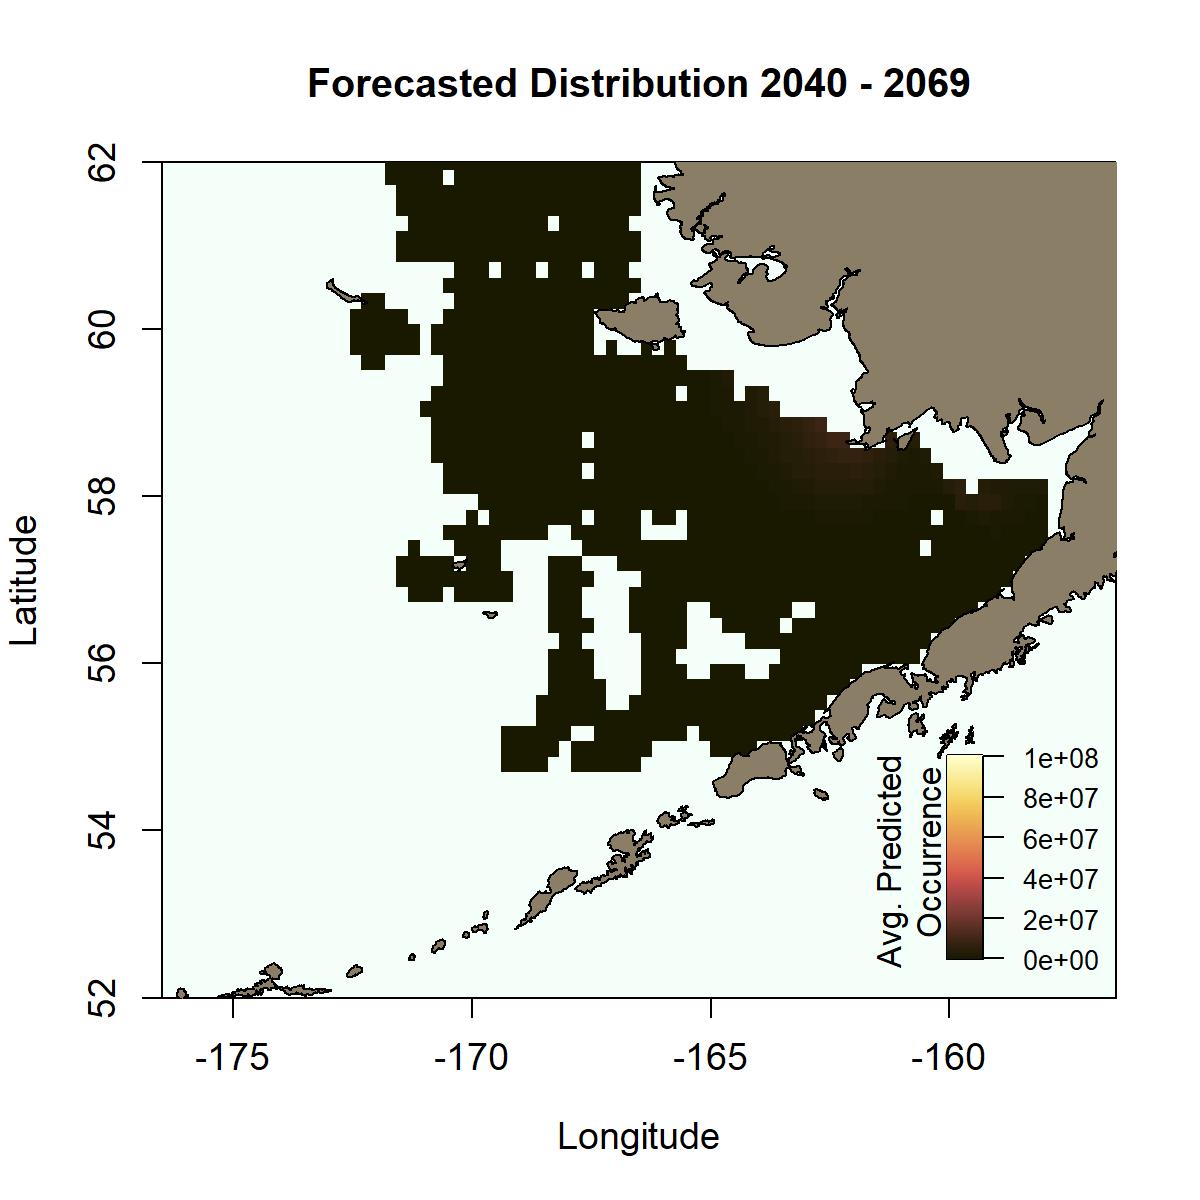 Forecasted Distribution 2040 - 2069
62
60
58
56
54
52
Latitude
-175
-170
-165
-160
Longitude
Avg. Predicted
Occurrence
1e+08
8e+07
6e+07
4e+07
2e+07
0e+00